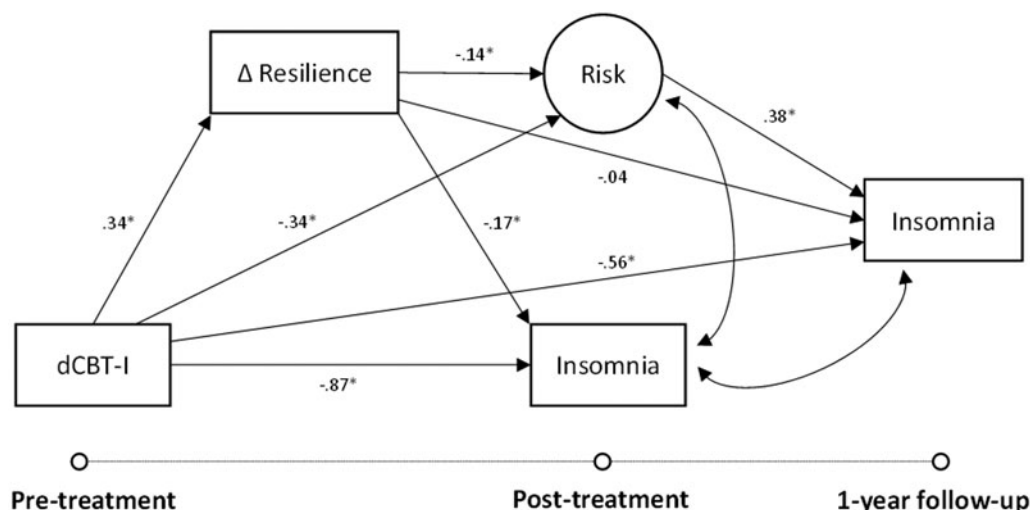 Δ Resilience
-.14*
Risk
.38*
-.04
.34*
-.34*
-.17*
Insomnia
-.56*
dCBT-I
-.87*
Insomnia
Pre-treatment
Post-treatment
1-year follow-up